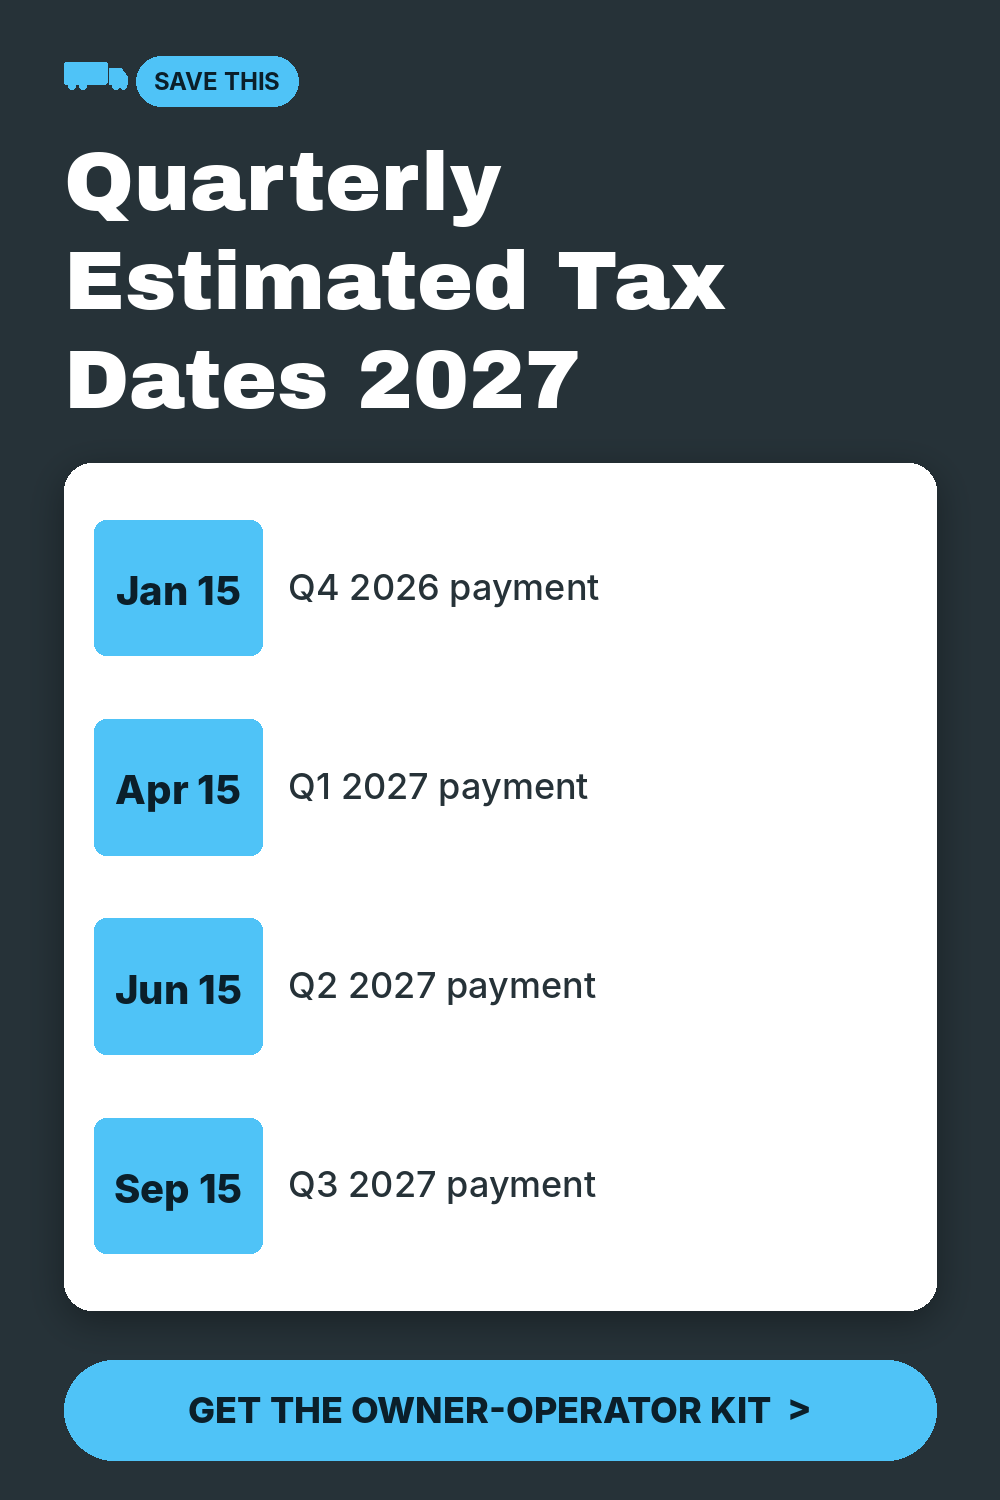 SAVE THIS
Quarterly
Estimated Tax
Dates 2027
Jan 15
Q4 2026 payment
Apr 15
Q1 2027 payment
Jun 15
Q2 2027 payment
Sep 15
Q3 2027 payment
GET THE OWNER-OPERATOR KIT >